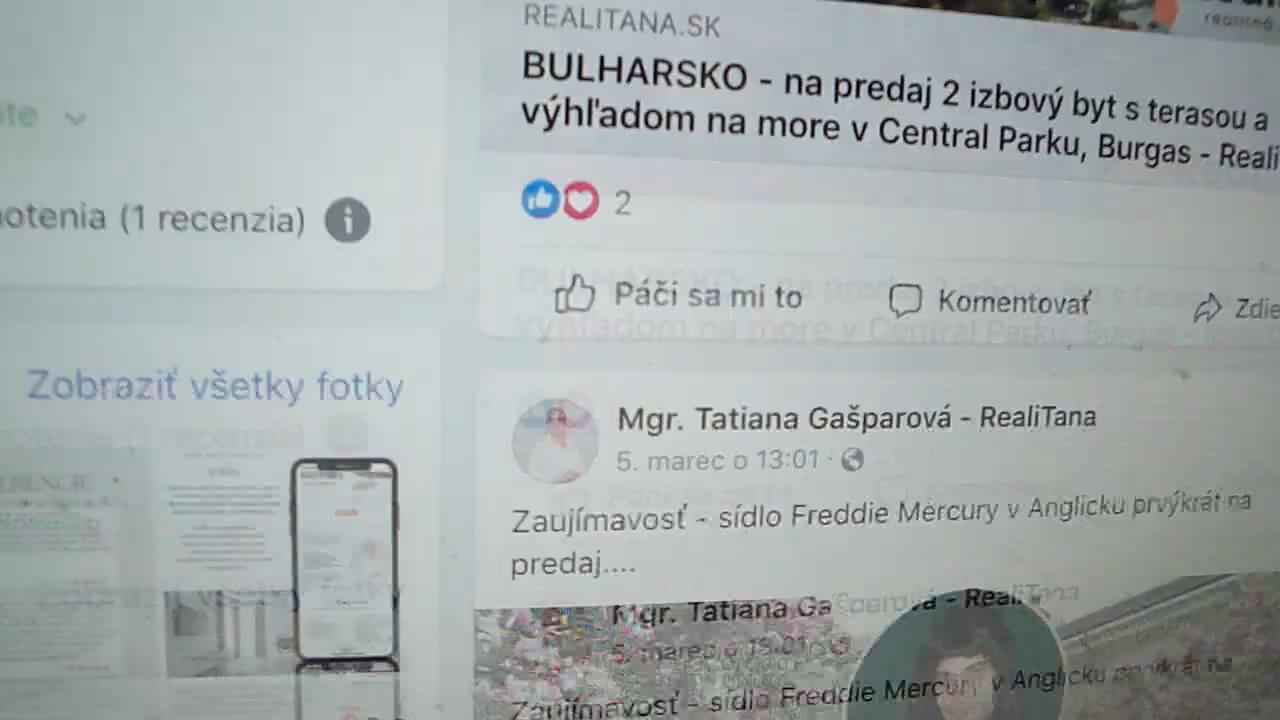 REALITANA.SK
BULHARSKO - na predaj 2 izbový byt s terasou a
výhľadom na more v Central Parku, Burgas - Reali
2
notenia (1 recenzia)
Páči sa mi to
Komentovať
Zdie
Zobraziť všetky fotky
Mgr. Tatiana Gašparová - RealiTana
5. marec o 13:01 ·
Zaujímavosť - sídlo Freddie Mercury v Anglicku prvýkrát na
predaj....
Mgr. Tatiana Gašparová - RealiTana
5. marec o 13:01
Zaujímavosť - sídlo Freddie Mercury v Anglicku prvýkrát na